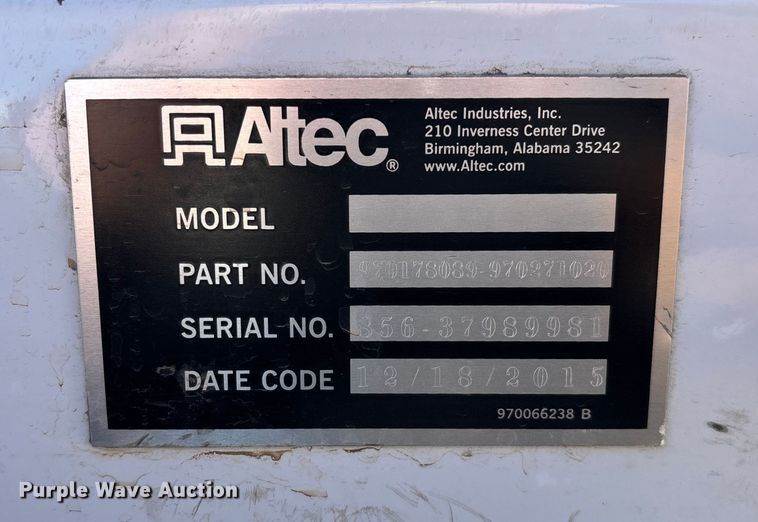 Altec®
Altec Industries, Inc.
210 Inverness Center Drive
Birmingham, Alabama 35242
www.Altec.com
MODEL
PART NO. 970178089-970271020
SERIAL NO. 356-37989981
DATE CODE 12/18/2015
970066238 B
Purple Wave Auction